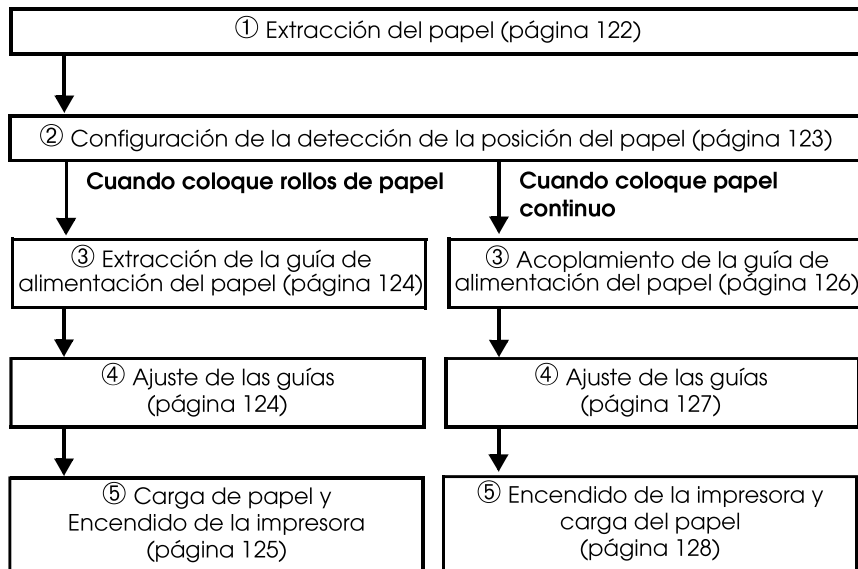 ① Extracción del papel (página 122)
② Configuración de la detección de la posición del papel (página 123)
Cuando coloque rollos de papel
③ Extracción de la guía de
alimentación del papel (página 124)
④ Ajuste de las guías
(página 124)
⑤ Carga de papel y
Encendido de la impresora
(página 125)
Cuando coloque papel
continuo
③ Acoplamiento de la guía de
alimentación del papel (página 126)
④ Ajuste de las guías
(página 127)
⑤ Encendido de la impresora y
carga del papel
(página 128)